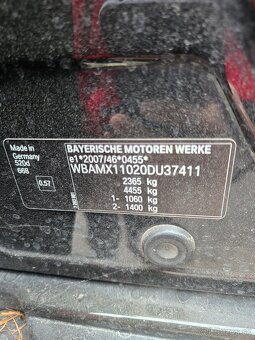 BAYERISCHE MOTOREN WERKE
e1*2007/46*0455*
WBAMX11020DU37411
2365 kg
4455 kg
1- 1060 kg
2- 1400 kg
Made in
Germany
520d
668
0.57